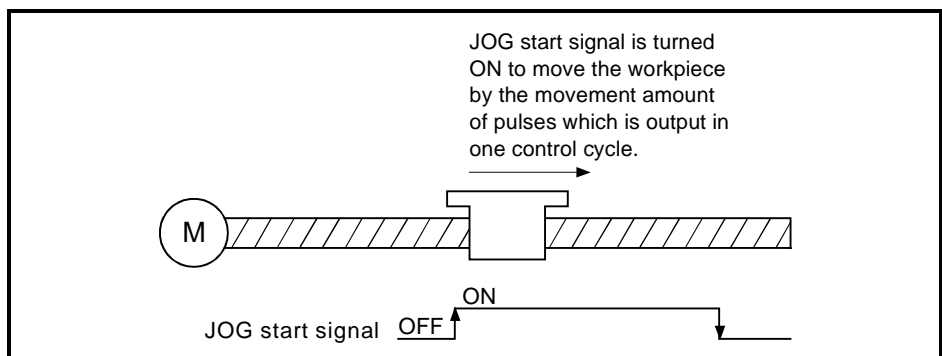 JOG start signal is turned
ON to move the workpiece
by the movement amount
of pulses which is output in
one control cycle.
M
ON
JOG start signal OFF